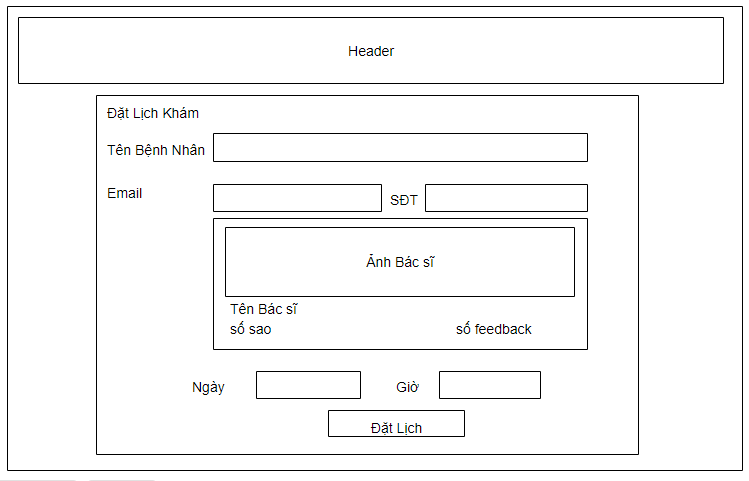 Header
Đặt Lịch Khám
Tên Bệnh Nhân
Email SĐT
Ảnh Bác sĩ
Tên Bác sĩ
số sao số feedback
Ngày Giờ
Đặt Lịch